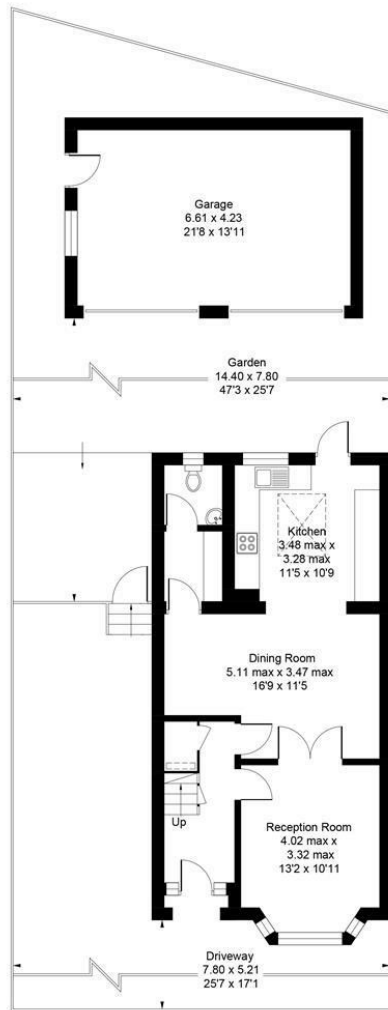 Garage
6.61 x 4.23
21'8 x 13'11
Garden
14.40 x 7.80
47'3 x 25'7
Kitchen
3.48 max x
3.28 max
11'5 x 10'9
Dining Room
5.11 max x 3.47 max
16'9 x 11'5
Up
Reception Room
4.02 max x
3.32 max
13'2 x 10'11
Driveway
7.80 x 5.21
25'7 x 17'1